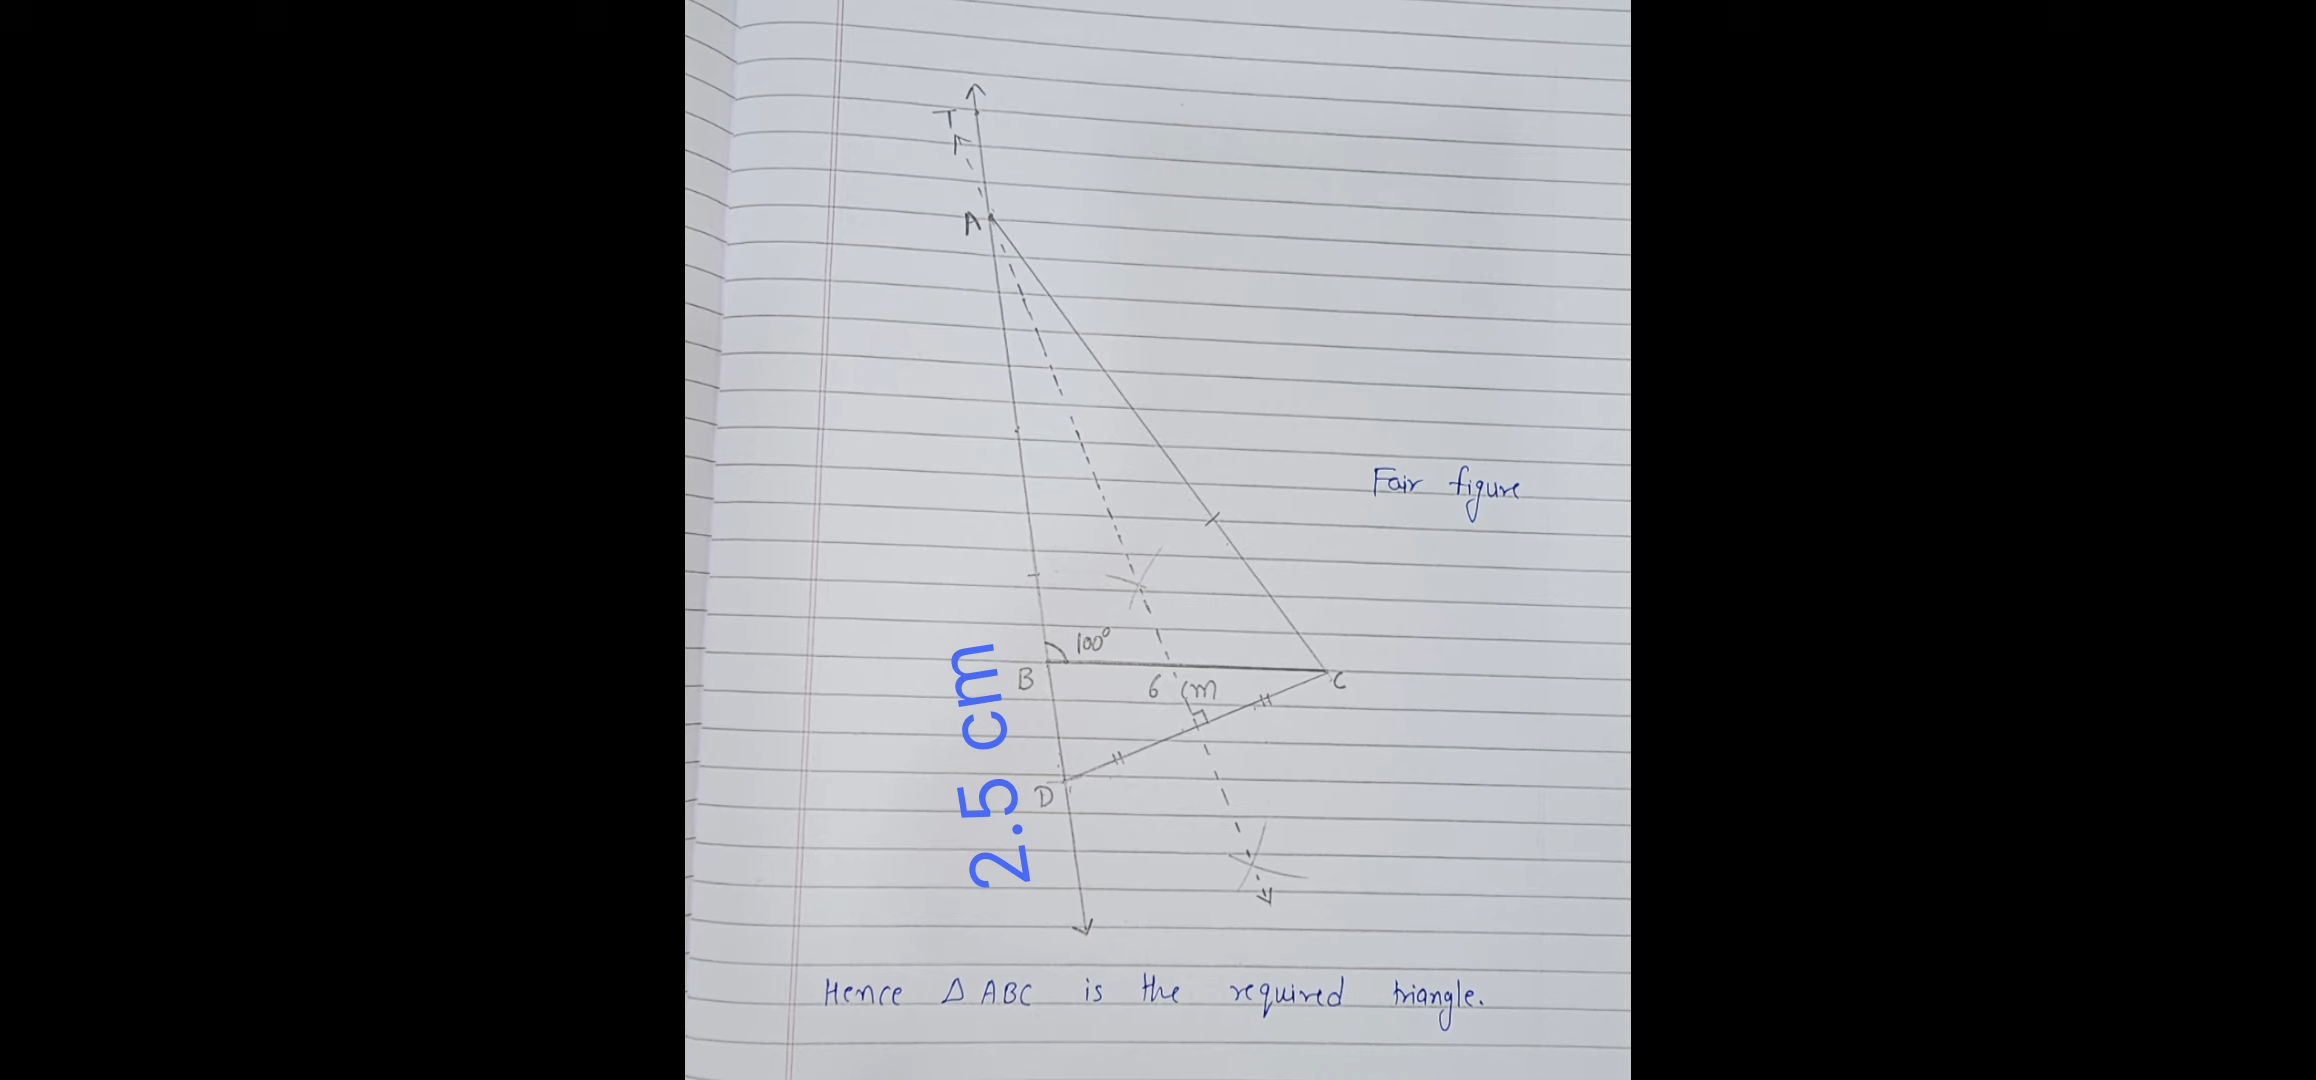 T
A
Fair figure
100°
B
6 cm
C
2.5 cm
D
Hence Δ ABC is the required triangle.